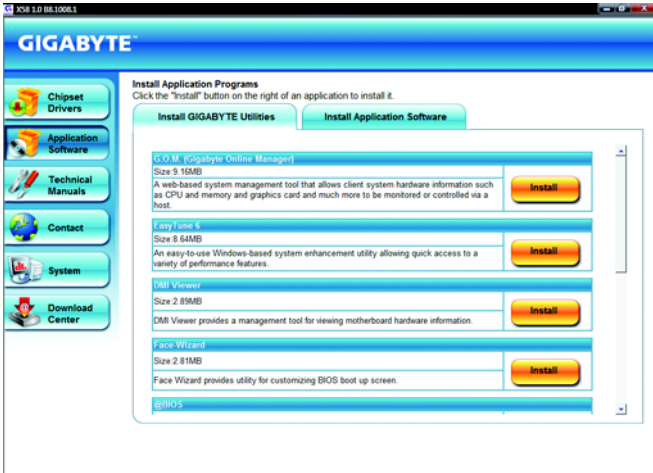 X58 1.0 B8.1008.1
GIGABYTE™
Chipset
Drivers
Application
Software
Technical
Manuals
Contact
System
Download
Center
Install Application Programs
Click the "Install" button on the right of an application to install it.
Install GIGABYTE Utilities
Install Application Software
G.O.M. (Gigabyte Online Manager)
Size:9.16MB
A web-based system management tool that allows client system hardware information such
as CPU and memory and graphics card and much more to be monitored or controlled via a
host.
Install
EasyTune 6
Size:8.64MB
An easy-to-use Windows-based system enhancement utility allowing quick access to a
variety of performance features.
Install
DMI Viewer
Size:2.89MB
DMI Viewer provides a management tool for viewing motherboard hardware information.
Install
Face-Wizard
Size:2.81MB
Face Wizard provides utility for customizing BIOS boot up screen.
Install
@BIOS